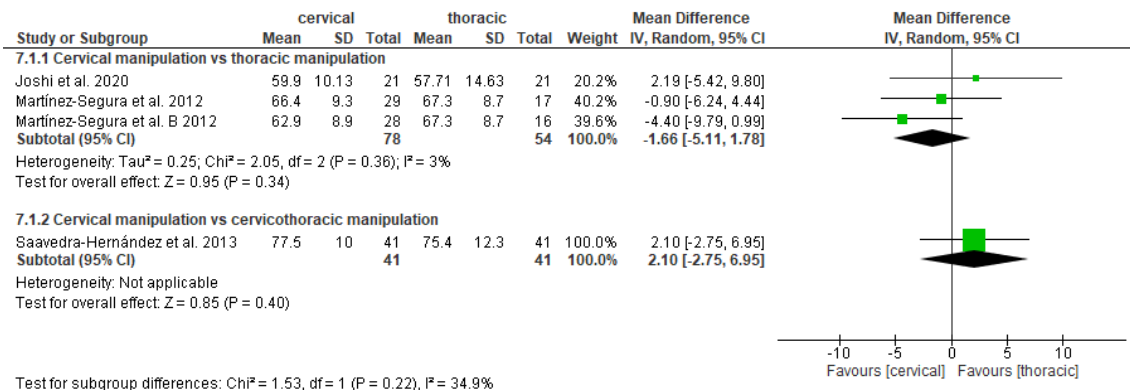 cervical thoracic Mean Difference Mean Difference
Study or Subgroup Mean SD Total Mean SD Total Weight IV, Random, 95% CI IV, Random, 95% CI
7.1.1 Cervical manipulation vs thoracic manipulation
Joshi et al. 2020 59.9 10.13 21 57.71 14.63 21 20.2% 2.19 [-5.42, 9.80]
Martínez-Segura et al. 2012 66.4 9.3 29 67.3 8.7 17 40.2% -0.90 [-6.24, 4.44]
Martínez-Segura et al. B 2012 62.9 8.9 28 67.3 8.7 16 39.6% -4.40 [-9.79, 0.99]
Subtotal (95% CI) 78 54 100.0% -1.66 [-5.11, 1.78]
Heterogeneity: Tau² = 0.25; Chi² = 2.05, df = 2 (P = 0.36); I² = 3%
Test for overall effect: Z = 0.95 (P = 0.34)
7.1.2 Cervical manipulation vs cervicothoracic manipulation
Saavedra-Hernández et al. 2013 77.5 10 41 75.4 12.3 41 100.0% 2.10 [-2.75, 6.95]
Subtotal (95% CI) 41 41 100.0% 2.10 [-2.75, 6.95]
Heterogeneity: Not applicable
Test for overall effect: Z = 0.85 (P = 0.40)
-10 -5 0 5 10
Favours [cervical] Favours [thoracic]
Test for subgroup differences: Chi² = 1.53, df = 1 (P = 0.22), I² = 34.9%